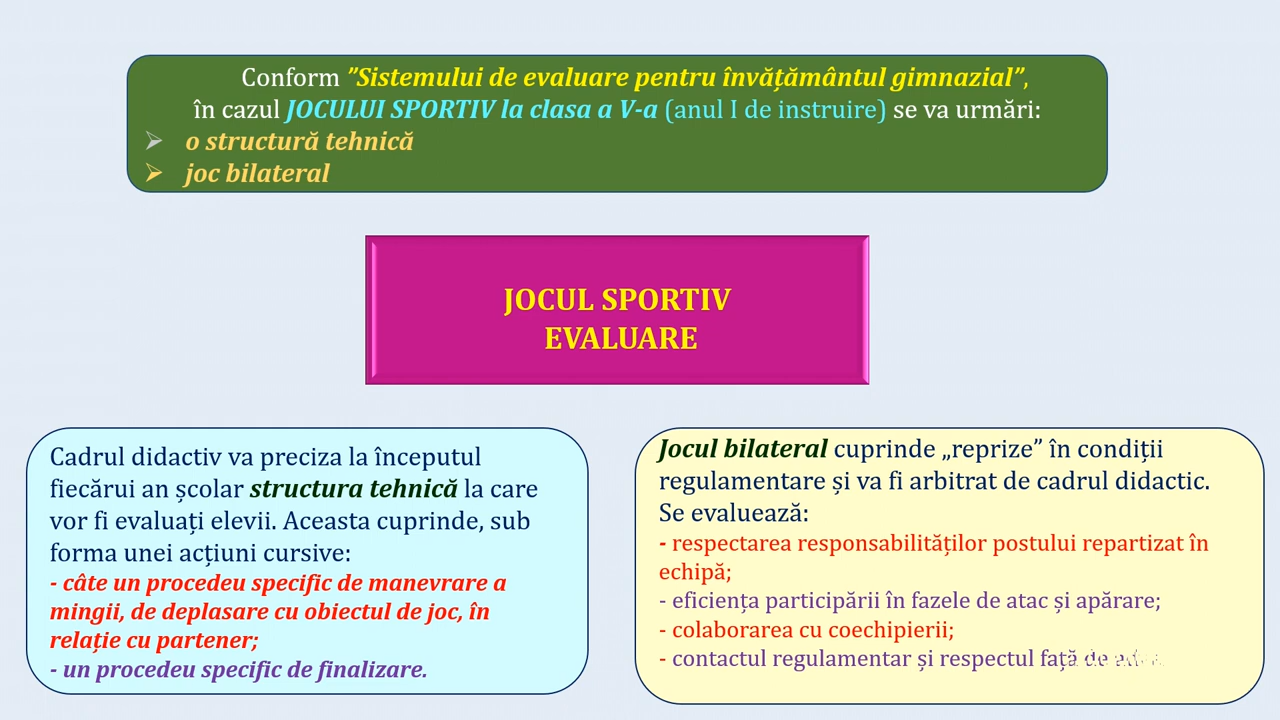 Conform ”Sistemului de evaluare pentru învățământul gimnazial”,
în cazul JOCULUI SPORTIV la clasa a V-a (anul I de instruire) se va urmări:
➢ o structură tehnică
➢ joc bilateral
JOCUL SPORTIV
EVALUARE
Cadrul didactiv va preciza la începutul
fiecărui an școlar structura tehnică la care
vor fi evaluați elevii. Aceasta cuprinde, sub
forma unei acțiuni cursive:
- câte un procedeu specific de manevrare a
mingii, de deplasare cu obiectul de joc, în
relație cu partener;
- un procedeu specific de finalizare.
Jocul bilateral cuprinde „reprize” în condiții
regulamentare și va fi arbitrat de cadrul didactic.
Se evaluează:
- respectarea responsabilităților postului repartizat în
echipă;
- eficiența participării în fazele de atac și apărare;
- colaborarea cu coechipierii;
- contactul regulamentar și respectul față de